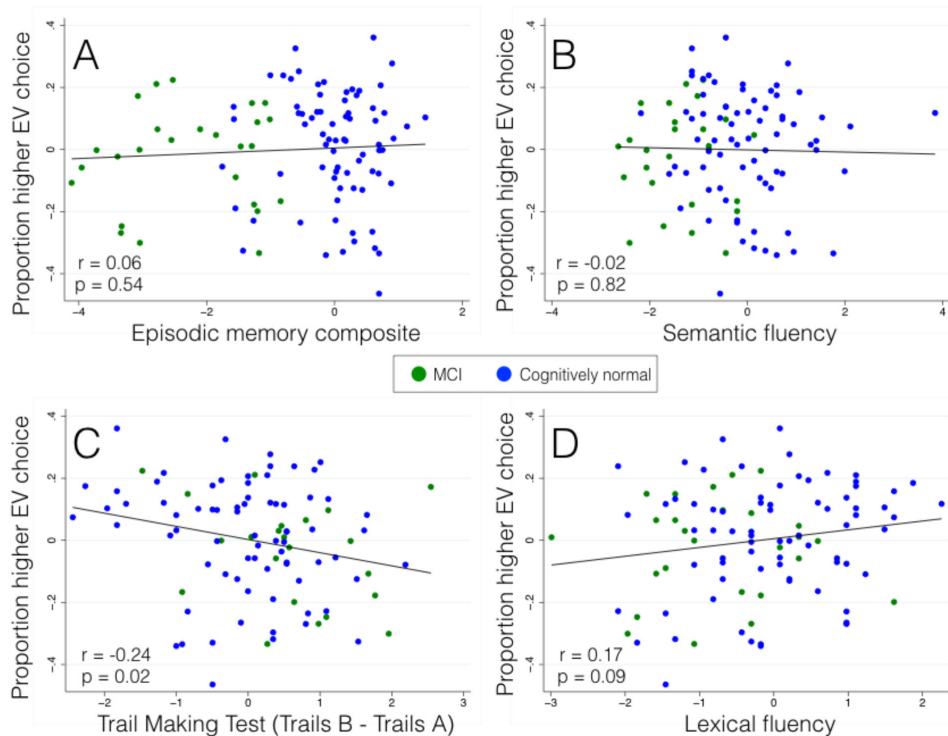 A
Proportion higher EV choice
.4
.2
0
-.2
-.4
r = 0.06
p = 0.54
-4
-2
0
2
Episodic memory composite
B
Proportion higher EV choice
.4
.2
0
-.2
-.4
r = -0.02
p = 0.82
-4
-2
0
2
4
Semantic fluency
MCI
Cognitively normal
C
Proportion higher EV choice
.4
.2
0
-.2
-.4
r = -0.24
p = 0.02
-2
-1
0
1
2
3
Trail Making Test (Trails B - Trails A)
D
Proportion higher EV choice
.4
.2
0
-.2
-.4
r = 0.17
p = 0.09
-3
-2
-1
0
1
2
Lexical fluency